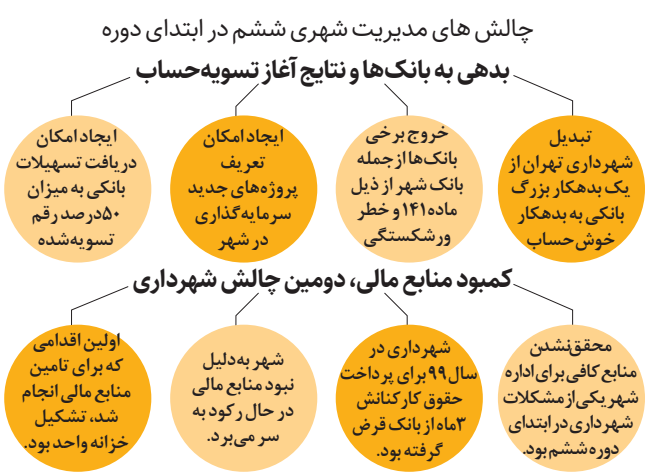 چالش های مدیریت شهری ششم در ابتدای دوره
بدهی به بانک‌ها و نتایج آغاز تسویه‌حساب
تبدیل
شهرداری تهران از
یک بدهکار بزرگ
بانکی به بدهکار
خوش‌حساب
خروج برخی
بانک‌ها از جمله
بانک شهر از ذیل
ماده ۱۴۱ و خطر
ورشکستگی
ایجاد امکان
تعریف
پروژه‌های جدید
سرمایه‌گذاری
در شهر
ایجاد امکان
دریافت تسهیلات
بانکی به میزان
۵۰درصد رقم
تسویه‌شده
کمبود منابع مالی، دومین چالش شهرداری
محقق‌نشدن
منابع کافی برای اداره
شهر یکی از مشکلات
شهرداری در ابتدای
دوره ششم بود.
شهرداری در
سال ۹۹ برای پرداخت
حقوق کارکنانش
۳ماه از بانک قرض
گرفته بود.
شهر به‌دلیل
نبود منابع مالی
در حال رکود به
سر می‌برد.
اولین اقدامی
که برای تامین
منابع مالی انجام
شد، تشکیل
خزانه واحد بود.